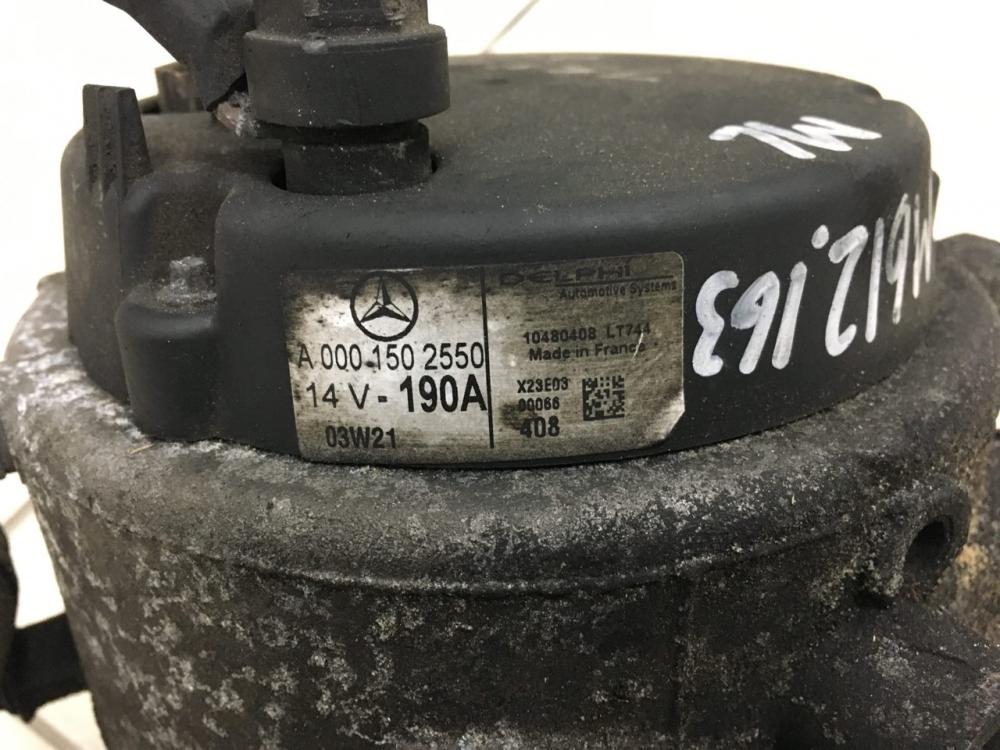 A 000 150 2550
14 V - 190A
03W21
DELPHI
Automotive Systems
10480408 LT744
Made in France
X23E03
00066
408
ML
M612.163